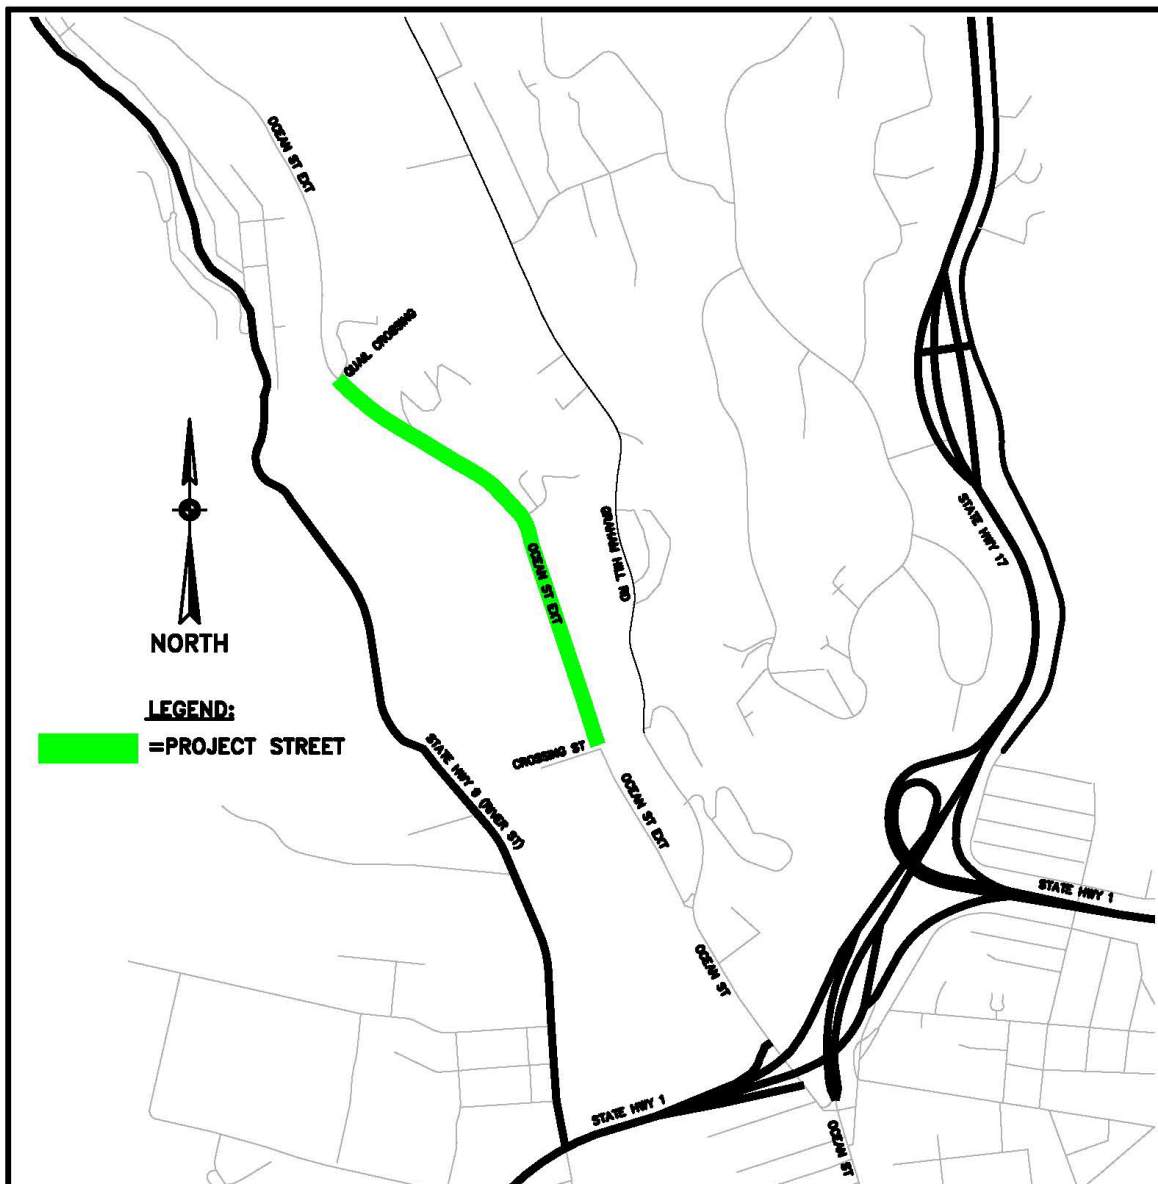 OCEAN ST EXT
QUAIL CROSSING
STATE HWY 17
GRAHAM HILL RD
OCEAN ST EXT
NORTH
LEGEND:
=PROJECT STREET
CROSSING ST
STATE HWY 9 (RIVER ST)
OCEAN ST EXT
STATE HWY 1
OCEAN ST
STATE HWY 1
OCEAN ST